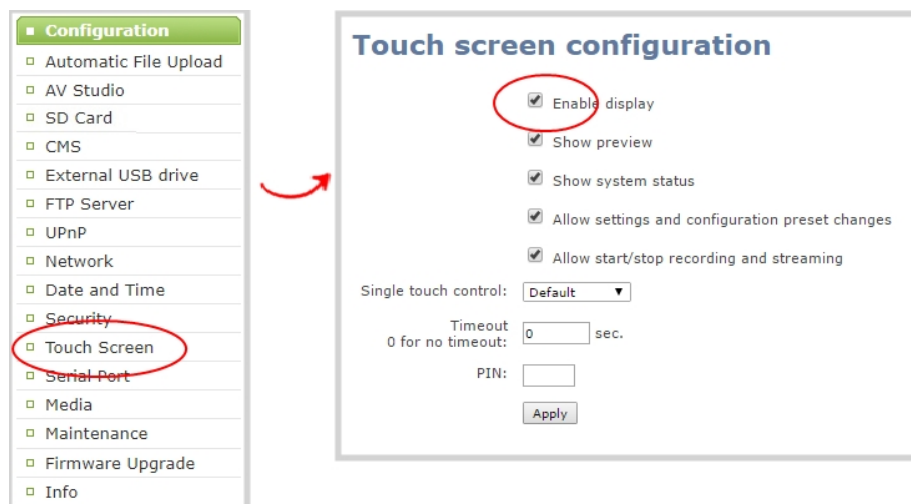 Configuration
Automatic File Upload
AV Studio
SD Card
CMS
External USB drive
FTP Server
UPnP
Network
Date and Time
Security
Touch Screen
Serial Port
Media
Maintenance
Firmware Upgrade
Info
Touch screen configuration
Enable display
Show preview
Show system status
Allow settings and configuration preset changes
Allow start/stop recording and streaming
Single touch control: Default
Timeout
0 for no timeout: 0 sec.
PIN:
Apply